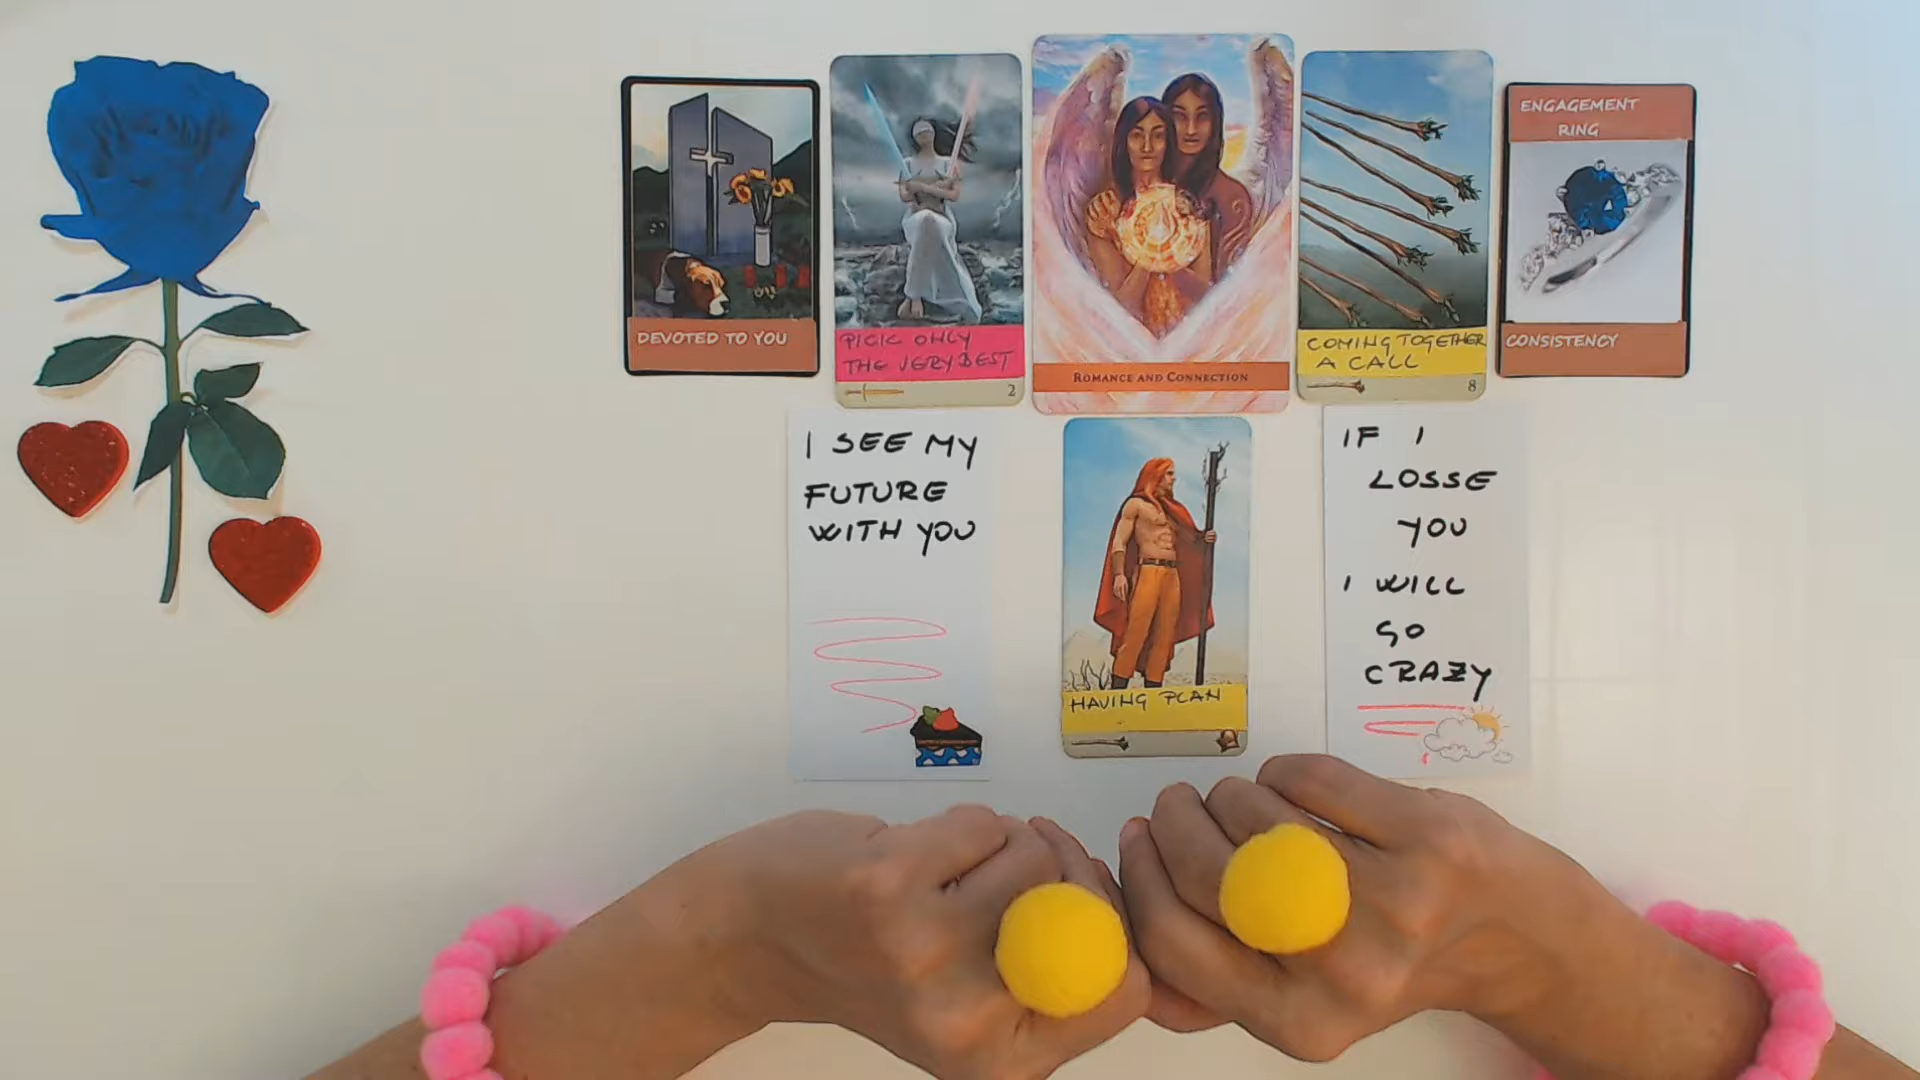 DEVOTED TO YOU
PICK ONLY
THE VERY BEST
2
ROMANCE AND CONNECTION
COMING TOGETHER
A CALL
8
ENGAGEMENT
RING
CONSISTENCY
I SEE MY
FUTURE
WITH YOU
HAVING PLAN
IF I
LOSSE
YOU
I WILL
GO
CRAZY